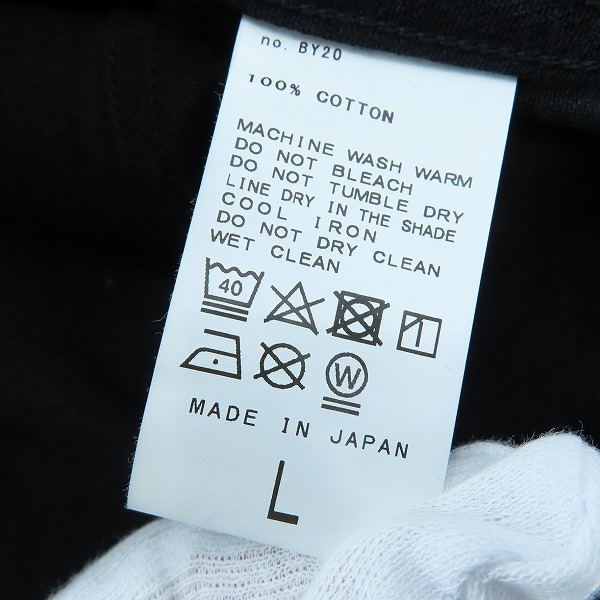 no. BY20
100% COTTON
MACHINE WASH WARM
DO NOT BLEACH
DO NOT TUMBLE DRY
LINE DRY IN THE SHADE
COOL IRON
DO NOT DRY CLEAN
WET CLEAN
40
W
MADE IN JAPAN
L